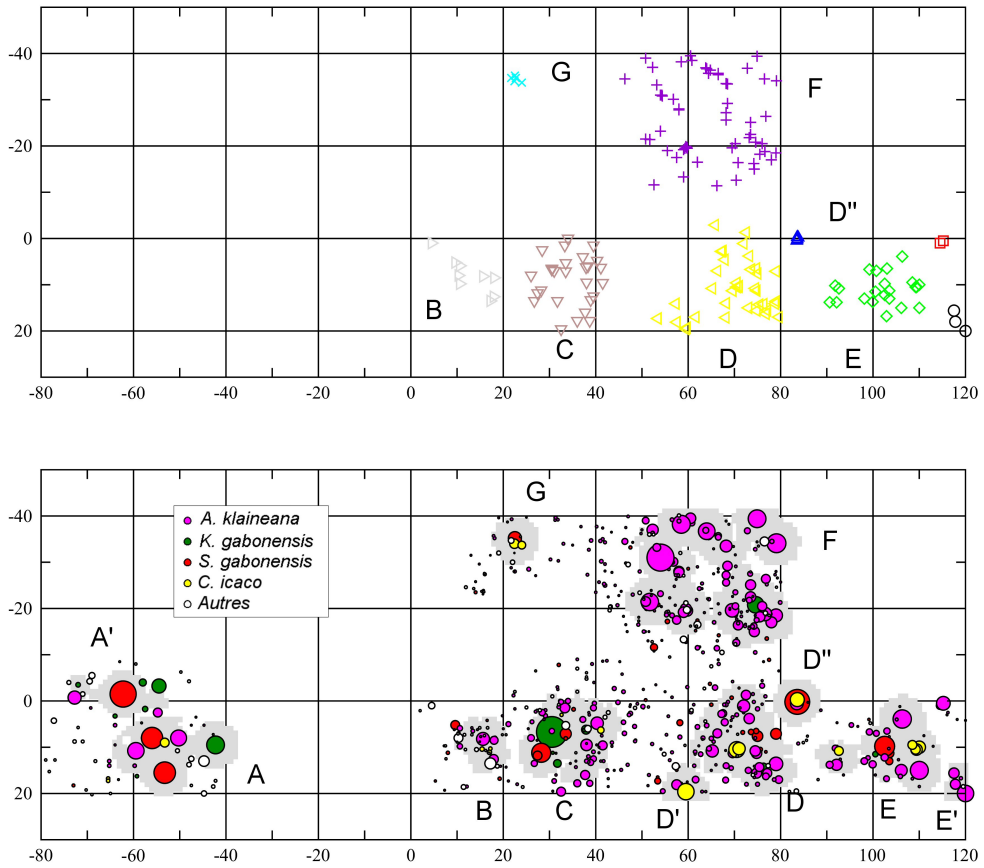 -40
G
F
-20
D"
0
B
C
D
E
20
-80 -60 -40 -20 0 20 40 60 80 100 120
G
-40
A. klaineana
K. gabonensis
S. gabonensis
C. icaco
Autres
F
-20
A'
D"
0
A
B
C
D'
D
E
E'
20
-80 -60 -40 -20 0 20 40 60 80 100 120